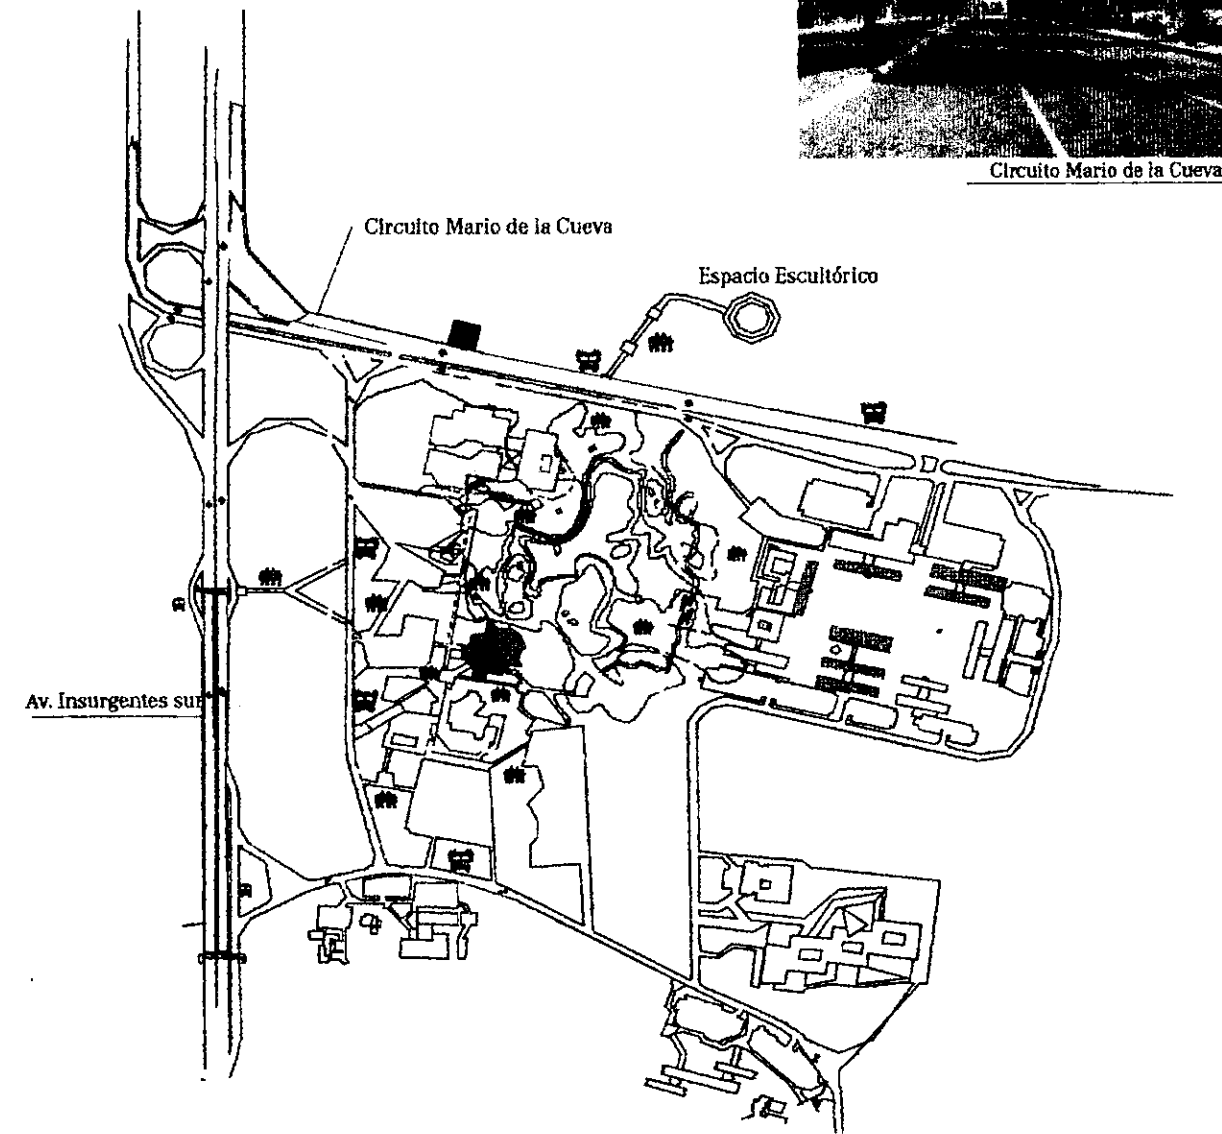 Circuito Mario de la Cueva
Circuito Mario de la Cueva
Espacio Escultórico
Av. Insurgentes sur